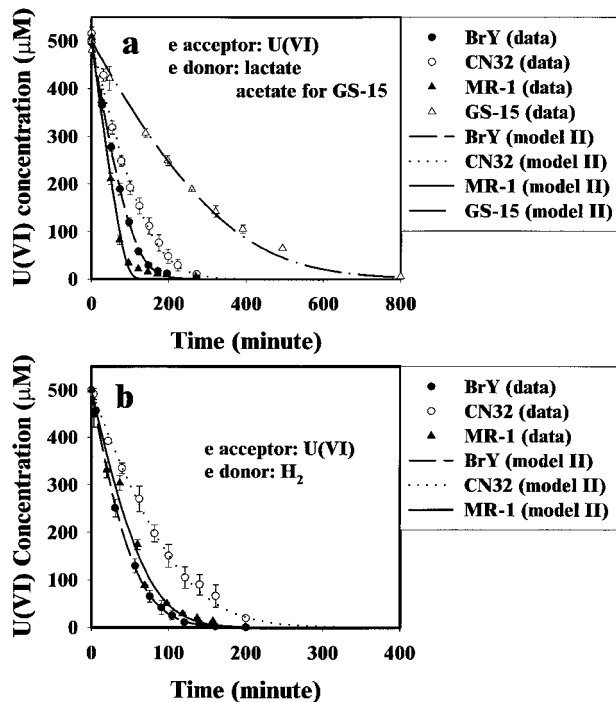 a
e acceptor: U(VI)
e donor: lactate
acetate for GS-15
U(VI) concentration (μM)
500
400
300
200
100
0
0 200 400 600 800
Time (minute)
BrY (data)
CN32 (data)
MR-1 (data)
GS-15 (data)
BrY (model II)
CN32 (model II)
MR-1 (model II)
GS-15 (model II)
b
e acceptor: U(VI)
e donor: H₂
U(VI) Concentration (μM)
500
400
300
200
100
0
0 100 200 300 400
Time (minute)
BrY (data)
CN32 (data)
MR-1 (data)
BrY (model II)
CN32 (model II)
MR-1 (model II)